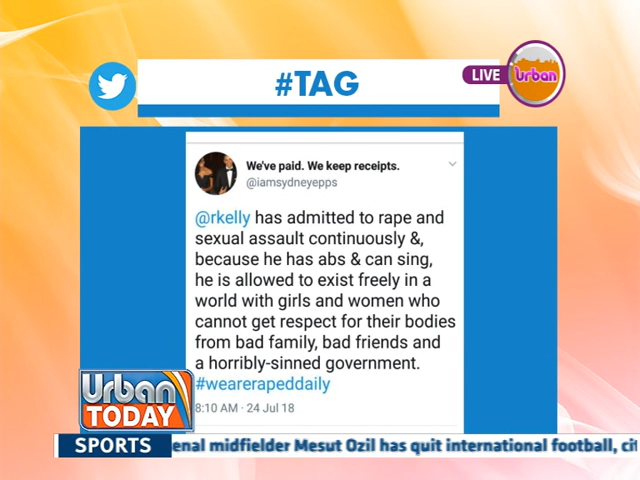 #TAG
LIVE
Urban
We've paid. We keep receipts.
@iamsydneyepps
@rkelly has admitted to rape and
sexual assault continuously &,
because he has abs & can sing,
he is allowed to exist freely in a
world with girls and women who
cannot get respect for their bodies
from bad family, bad friends and
a horribly-sinned government.
#wearerapeddaily
8:10 AM · 24 Jul 18
Urban
TODAY
SPORTS
enal midfielder Mesut Ozil has quit international football, cit